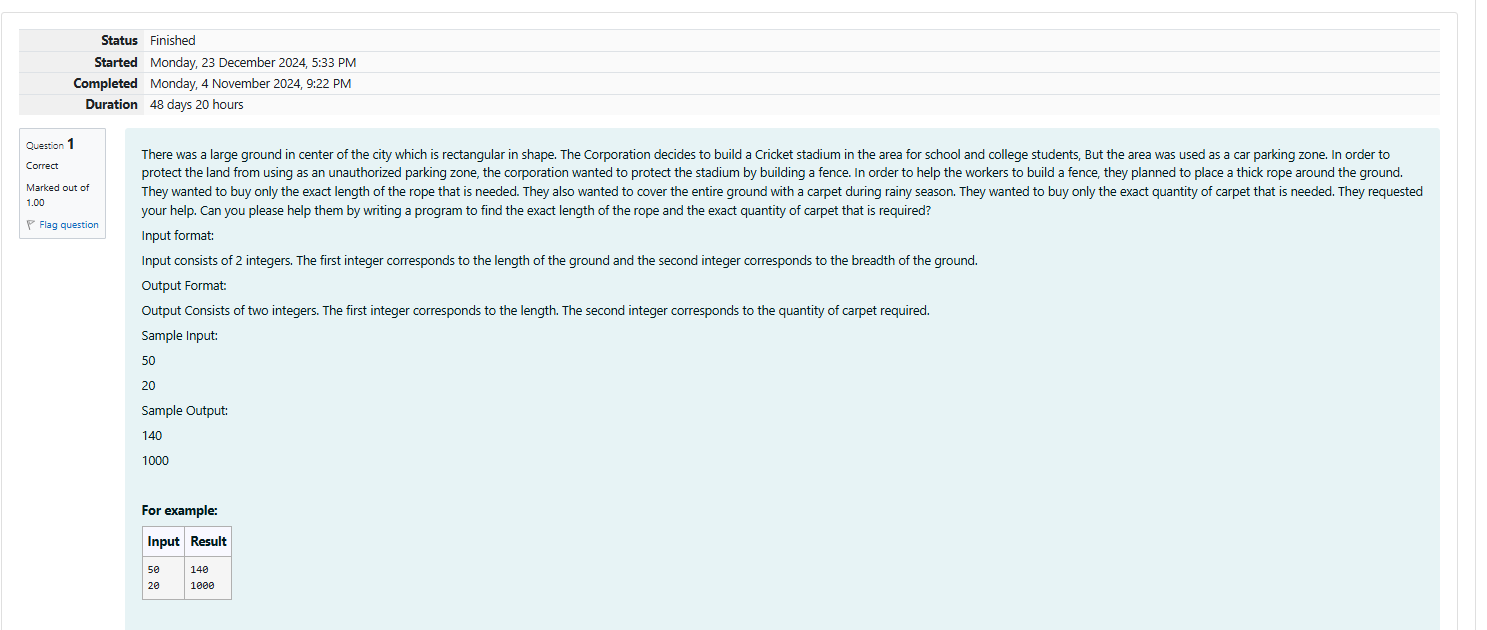 Status Finished
Started Monday, 23 December 2024, 5:33 PM
Completed Monday, 4 November 2024, 9:22 PM
Duration 48 days 20 hours
Question 1
Correct
Marked out of
1.00
Flag question
There was a large ground in center of the city which is rectangular in shape. The Corporation decides to build a Cricket stadium in the area for school and college students, But the area was used as a car parking zone. In order to
protect the land from using as an unauthorized parking zone, the corporation wanted to protect the stadium by building a fence. In order to help the workers to build a fence, they planned to place a thick rope around the ground.
They wanted to buy only the exact length of the rope that is needed. They also wanted to cover the entire ground with a carpet during rainy season. They wanted to buy only the exact quantity of carpet that is needed. They requested
your help. Can you please help them by writing a program to find the exact length of the rope and the exact quantity of carpet that is required?
Input format:
Input consists of 2 integers. The first integer corresponds to the length of the ground and the second integer corresponds to the breadth of the ground.
Output Format:
Output Consists of two integers. The first integer corresponds to the length. The second integer corresponds to the quantity of carpet required.
Sample Input:
50
20
Sample Output:
140
1000
For example:
Input Result
50 140
20 1000